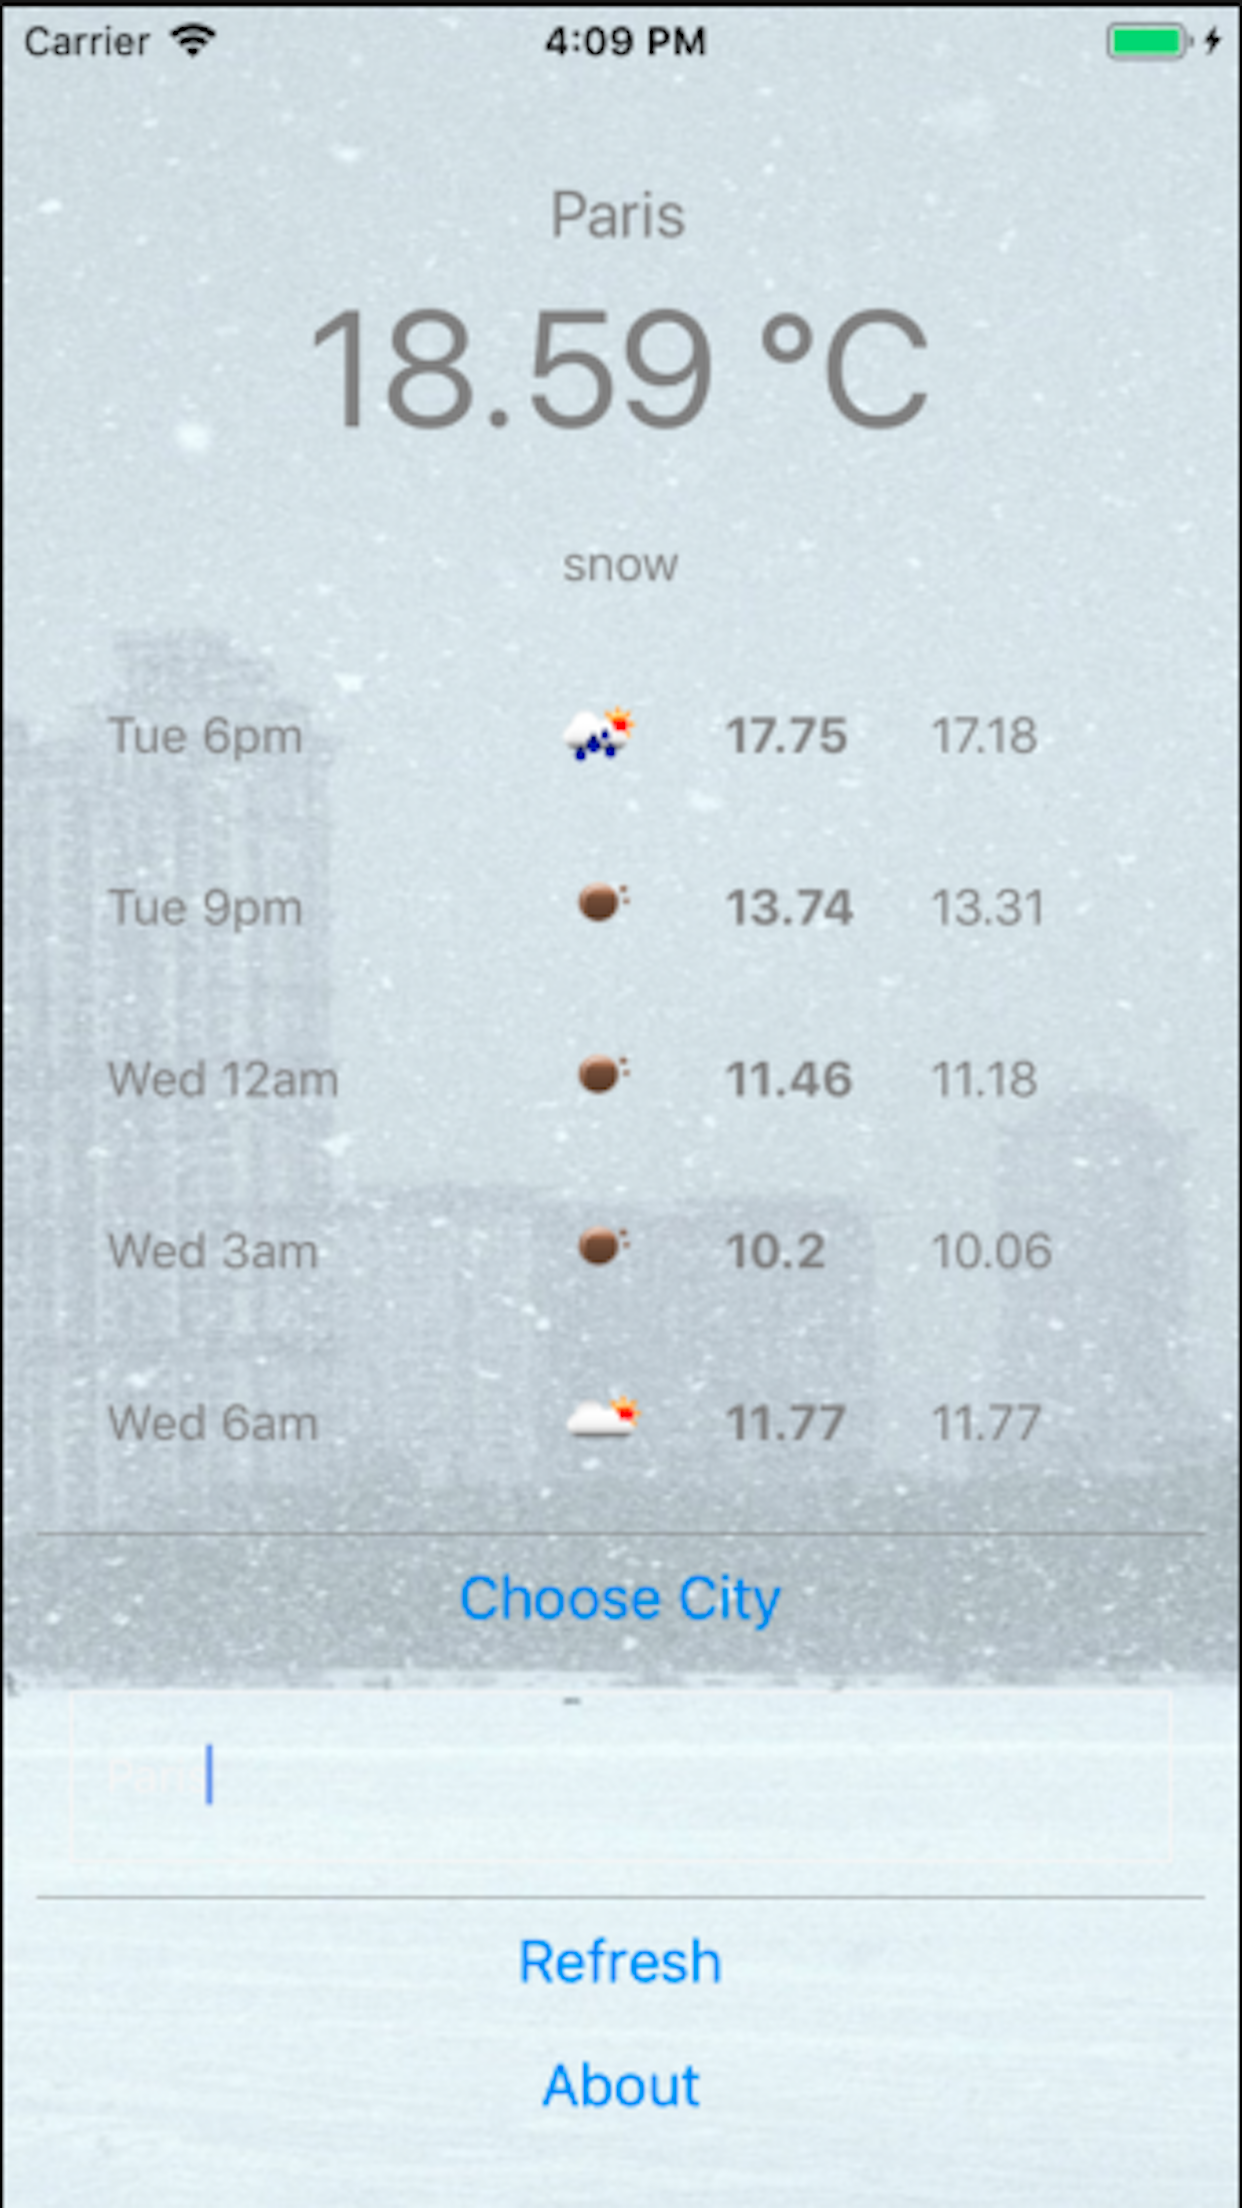 Carrier 4:09 PM
Paris
18.59 °C
snow
Tue 6pm 17.75 17.18
Tue 9pm 13.74 13.31
Wed 12am 11.46 11.18
Wed 3am 10.2 10.06
Wed 6am 11.77 11.77
Choose City
Paris
Refresh
About